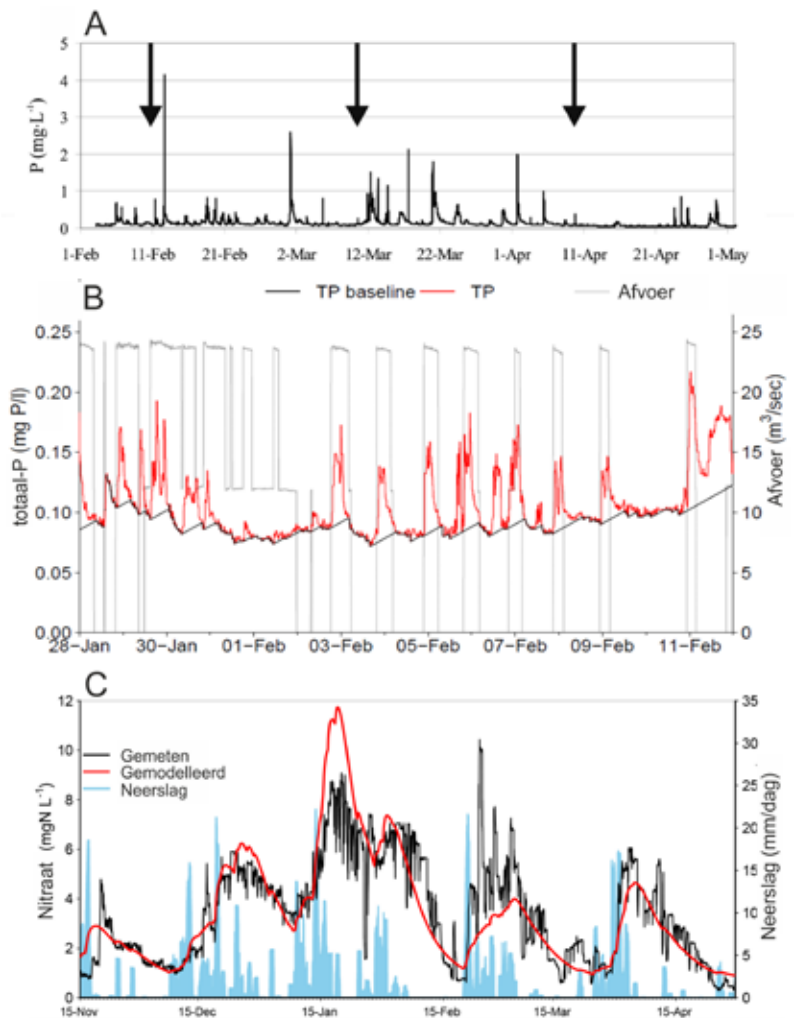 A
P (mg·L⁻¹)
5
4
3
2
1
0
1-Feb 11-Feb 21-Feb 2-Mar 12-Mar 22-Mar 1-Apr 11-Apr 21-Apr 1-May
B
TP baseline TP Afvoer
totaal-P (mg P/l)
0.25
0.20
0.15
0.10
0.05
0.00
25
20
15
10
5
0
Afvoer (m³/sec)
28-Jan 30-Jan 01-Feb 03-Feb 05-Feb 07-Feb 09-Feb 11-Feb
C
Gemeten
Gemodelleerd
Neerslag
Nitraat (mgN L⁻¹)
12
10
8
6
4
2
0
35
30
25
20
15
10
5
0
Neerslag (mm/dag)
15-Nov 15-Dec 15-Jan 15-Feb 15-Mar 15-Apr